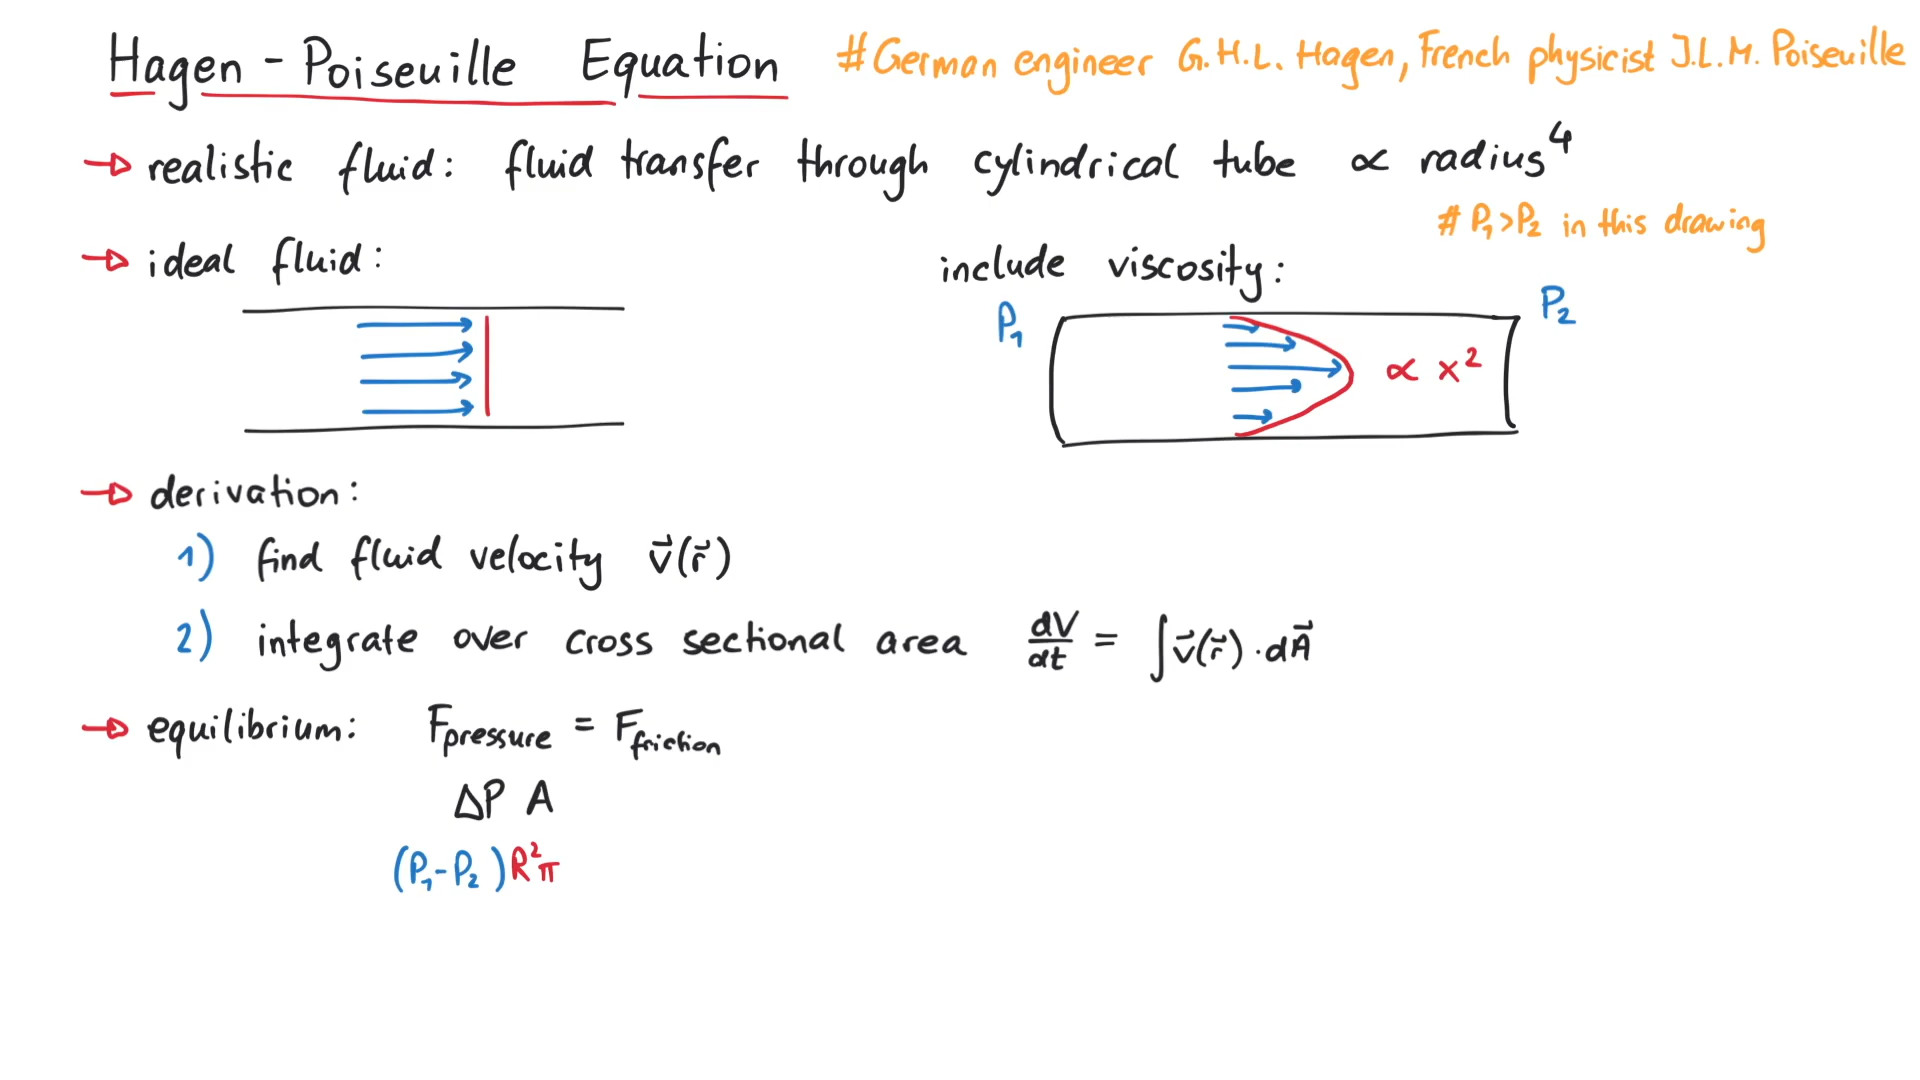 Hagen - Poiseuille Equation # German engineer G.H.L. Hagen, French physicist J.L.M. Poiseuille
→ realistic fluid: fluid transfer through cylindrical tube ∝ radius⁴
# P₁>P₂ in this drawing
→ ideal fluid: include viscosity:
P₁ P₂
∝ x²
→ derivation:
1) find fluid velocity v⃗(r⃗)
2) integrate over cross sectional area dV/dt = ∫v⃗(r⃗)·dA⃗
→ equilibrium: F_pressure = F_friction
ΔP A
(P₁-P₂)R²π